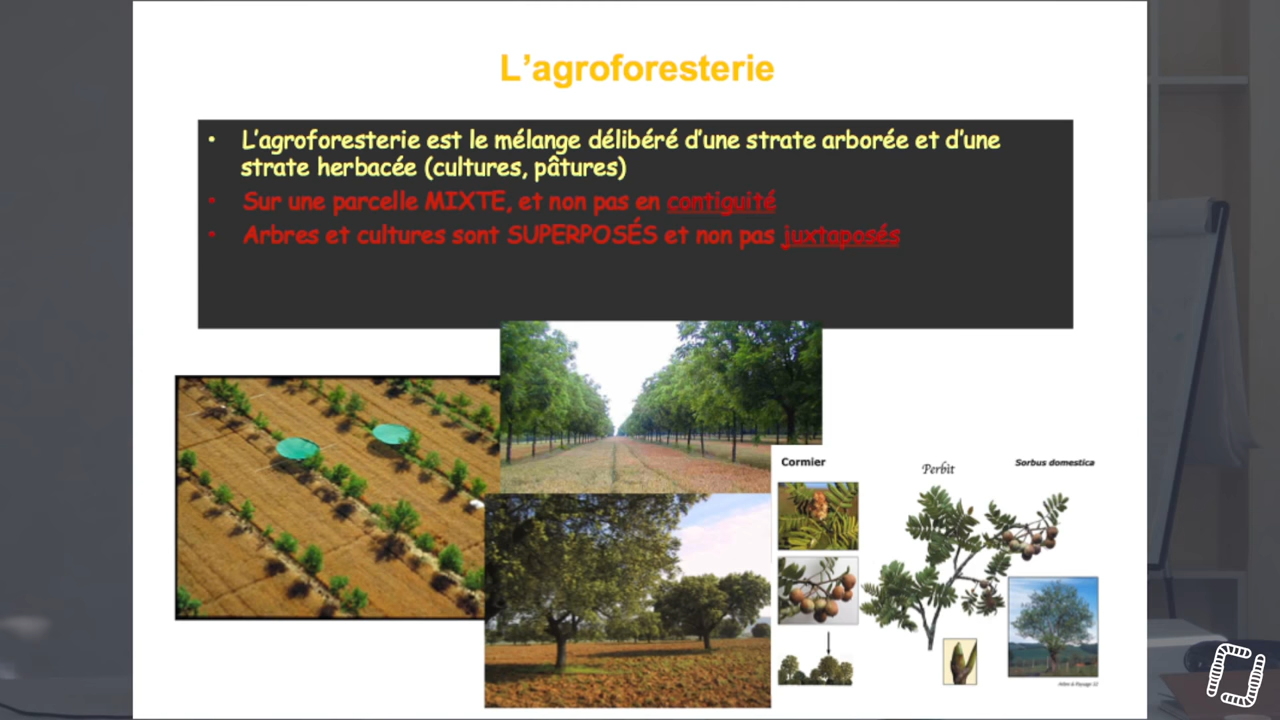 L’agroforesterie
• L’agroforesterie est le mélange délibéré d’une strate arborée et d’une
strate herbacée (cultures, pâtures)
• Sur une parcelle MIXTE, et non pas en contiguité
• Arbres et cultures sont SUPERPOSÉS et non pas juxtaposés
Cormier
Perbit
Sorbus domestica